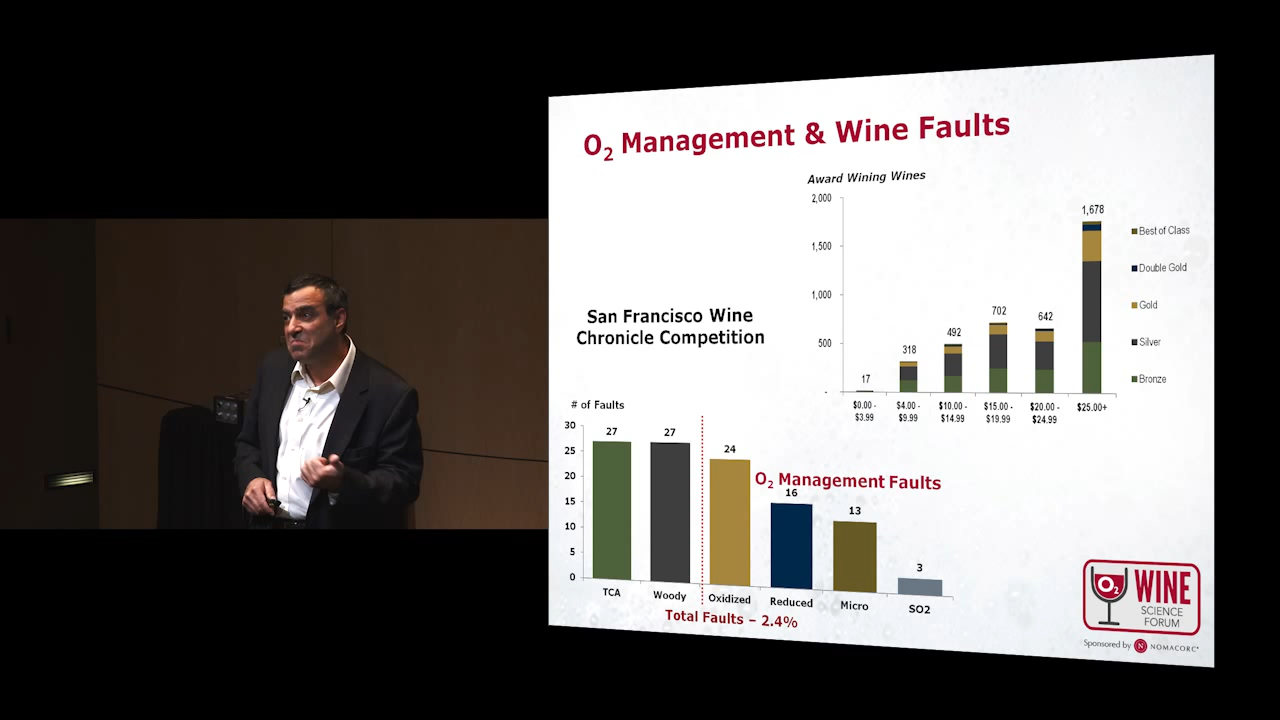 O2 Management & Wine Faults
Award Wining Wines
2,000
1,500
1,000
500
-
17
318
492
702
642
1,678
$0.00 -
$3.99
$4.00 -
$9.99
$10.00 -
$14.99
$15.00 -
$19.99
$20.00 -
$24.99
$25.00+
Best of Class
Double Gold
Gold
Silver
Bronze
San Francisco Wine
Chronicle Competition
# of Faults
30
25
20
15
10
5
0
27
27
24
16
13
3
O2 Management Faults
TCA
Woody
Oxidized
Reduced
Micro
SO2
Total Faults – 2.4%
O2 WINE
SCIENCE
FORUM
Sponsored by N NOMACORC